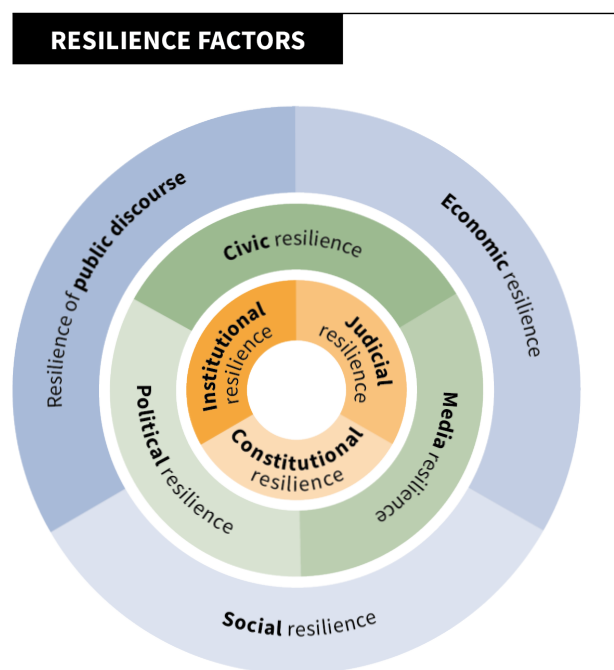 RESILIENCE FACTORS
Resilience of public discourse
Economic resilience
Social resilience
Civic resilience
Political resilience
Media resilience
Institutional
resilience
Judicial
resilience
Constitutional
resilience